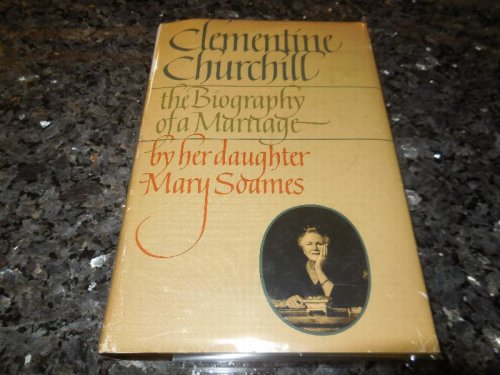 Clementine
Churchill
the Biography
of a Marriage
by her daughter
Mary Soames